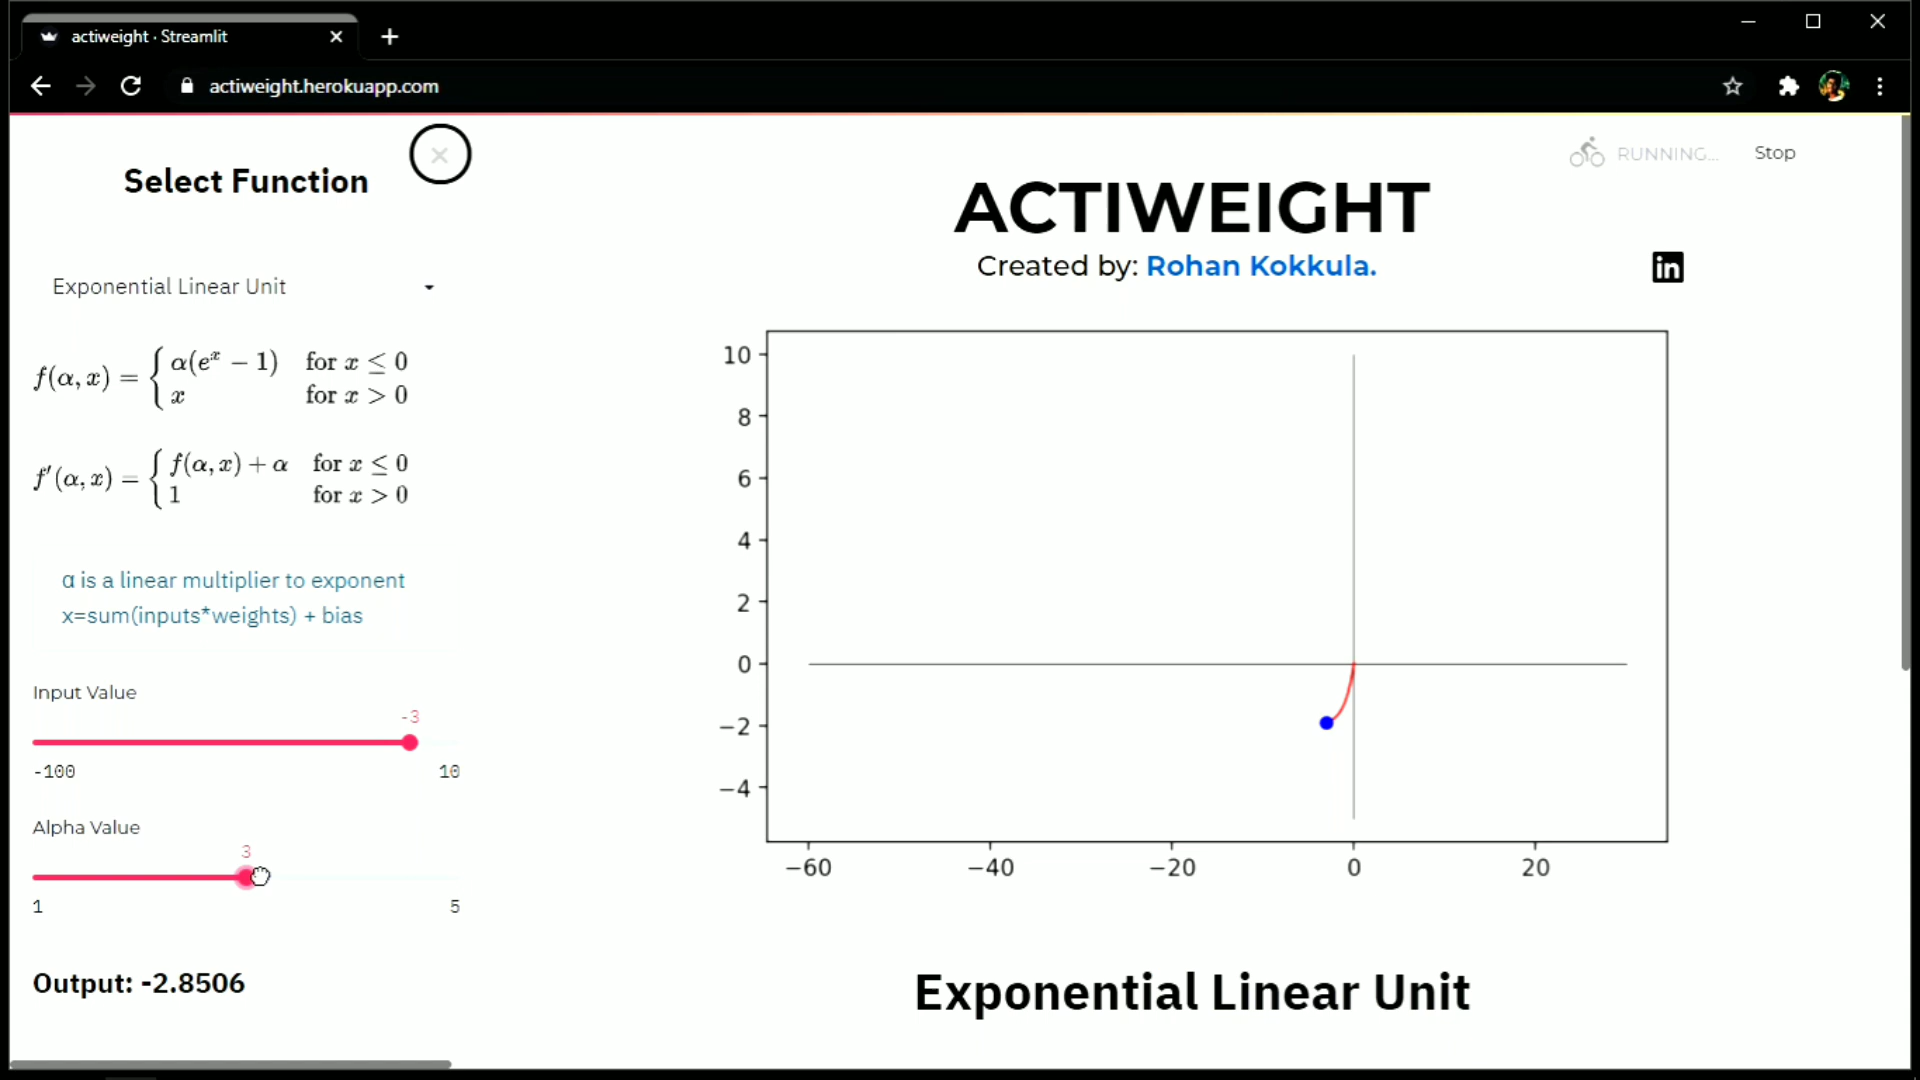 actiweight · Streamlit
actiweight.herokuapp.com
RUNNING...
Stop
Select Function
Exponential Linear Unit
f(α, x) = { α(eˣ − 1) for x ≤ 0
x for x > 0
f′(α, x) = { f(α, x) + α for x ≤ 0
1 for x > 0
α is a linear multiplier to exponent
x=sum(inputs*weights) + bias
Input Value
-3
-100 10
Alpha Value
3
1 5
Output: -2.8506
ACTIWEIGHT
Created by: Rohan Kokkula.
in
10
8
6
4
2
0
−2
−4
−60 −40 −20 0 20
Exponential Linear Unit